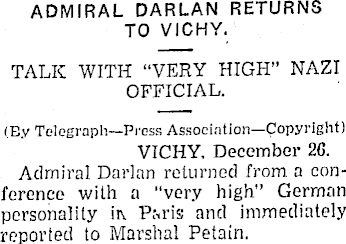 ADMIRAL DARLAN RETURNS
TO VICHY.
TALK WITH “VERY HIGH” NAZI
OFFICIAL.
(By Telegraph—Press Association—Copyright)
VICHY, December 26.
Admiral Darlan returned from a con-
ference with a "very high" German
personality in Paris and immediately
reported to Marshal Petain.